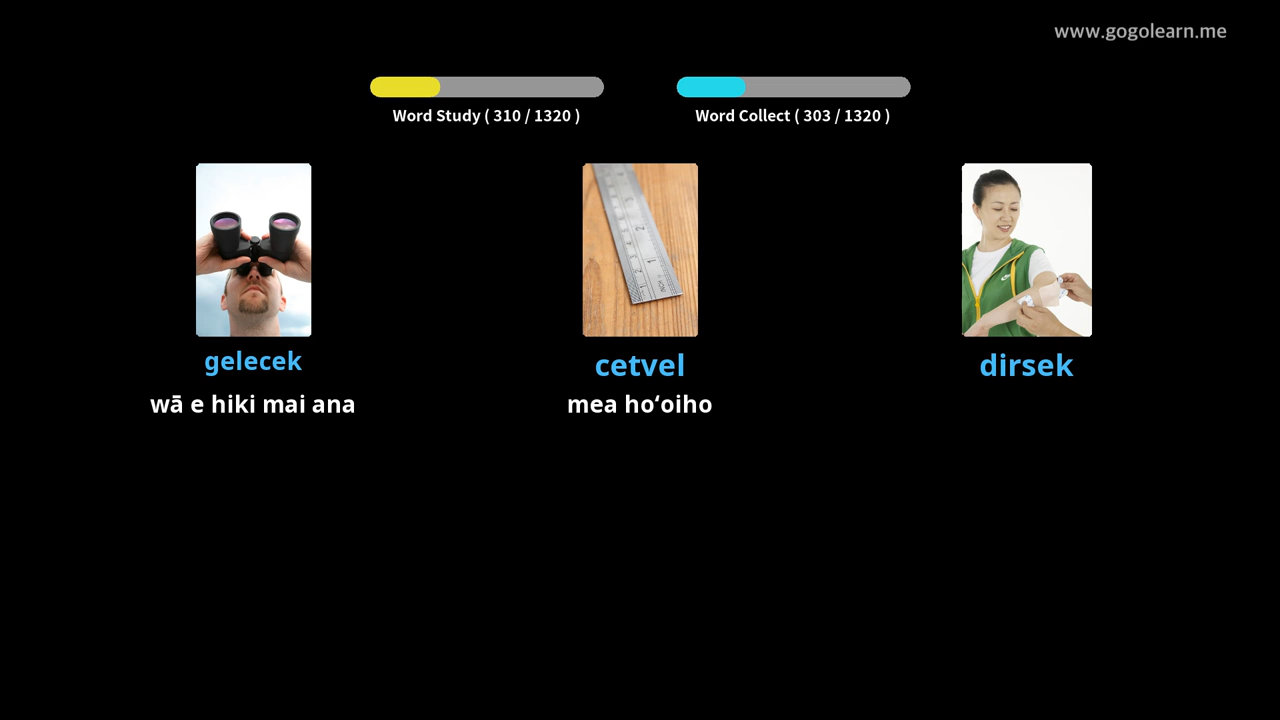 www.gogolearn.me
Word Study ( 310 / 1320 )
Word Collect ( 303 / 1320 )
gelecek
cetvel
dirsek
wā e hiki mai ana
mea hoʻoiho